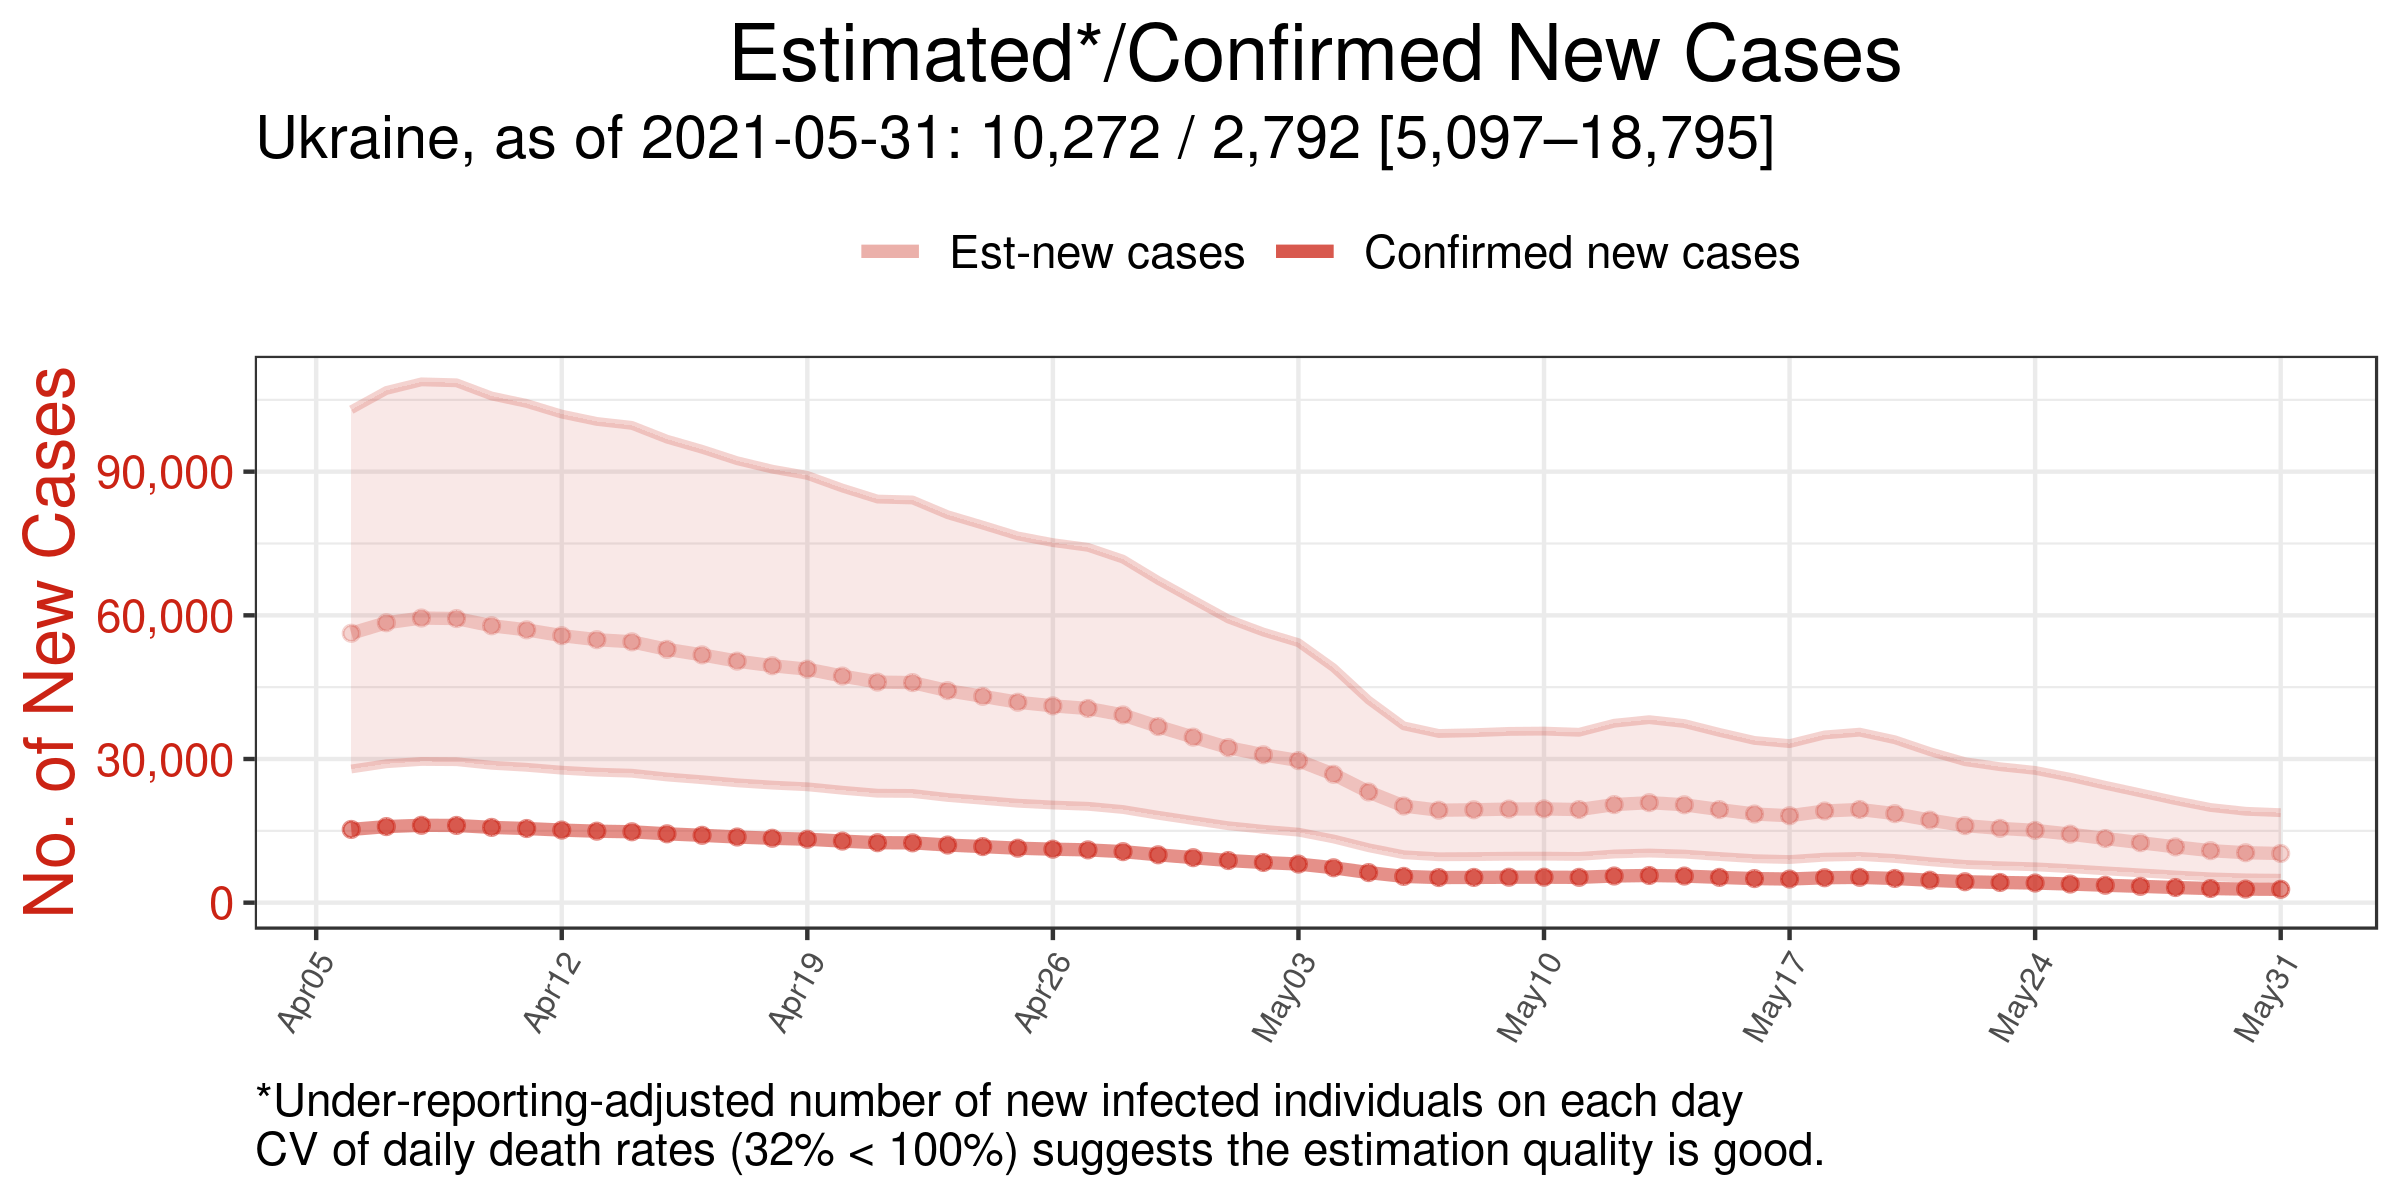 Estimated*/Confirmed New Cases
Ukraine, as of 2021-05-31: 10,272 / 2,792 [5,097–18,795]
Est-new cases
Confirmed new cases
No. of New Cases
90,000
60,000
30,000
0
Apr05
Apr12
Apr19
Apr26
May03
May10
May17
May24
May31
*Under-reporting-adjusted number of new infected individuals on each day
CV of daily death rates (32% < 100%) suggests the estimation quality is good.